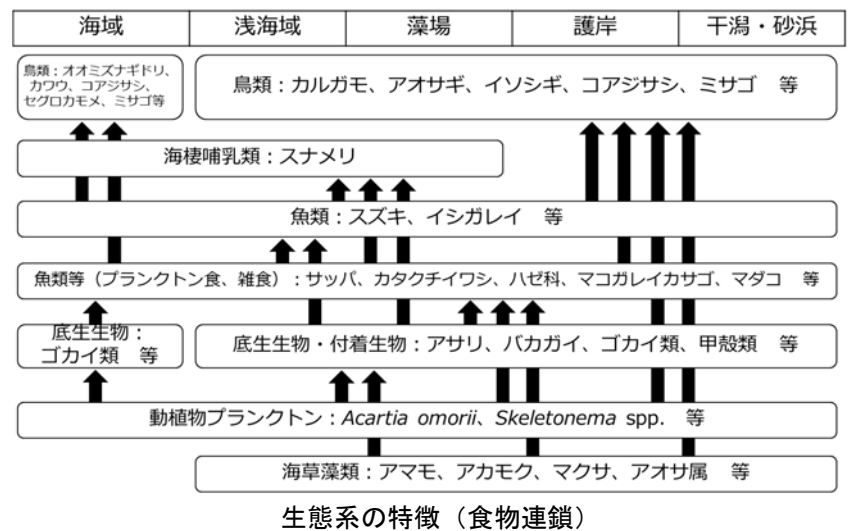 海域 浅海域 藻場 護岸 干潟・砂浜
鳥類：オオミズナギドリ、
カワウ、コアジサシ、
セグロカモメ、ミサゴ等
鳥類：カルガモ、アオサギ、イソシギ、コアジサシ、ミサゴ 等
海棲哺乳類：スナメリ
魚類：スズキ、イシガレイ 等
魚類等（プランクトン食、雑食）：サッパ、カタクチイワシ、ハゼ科、マコガレイカサゴ、マダコ 等
底生生物：
ゴカイ類 等
底生生物・付着生物：アサリ、バカガイ、ゴカイ類、甲殻類 等
動植物プランクトン：Acartia omorii、Skeletonema spp. 等
海草藻類：アマモ、アカモク、マクサ、アオサ属 等
生態系の特徴（食物連鎖）